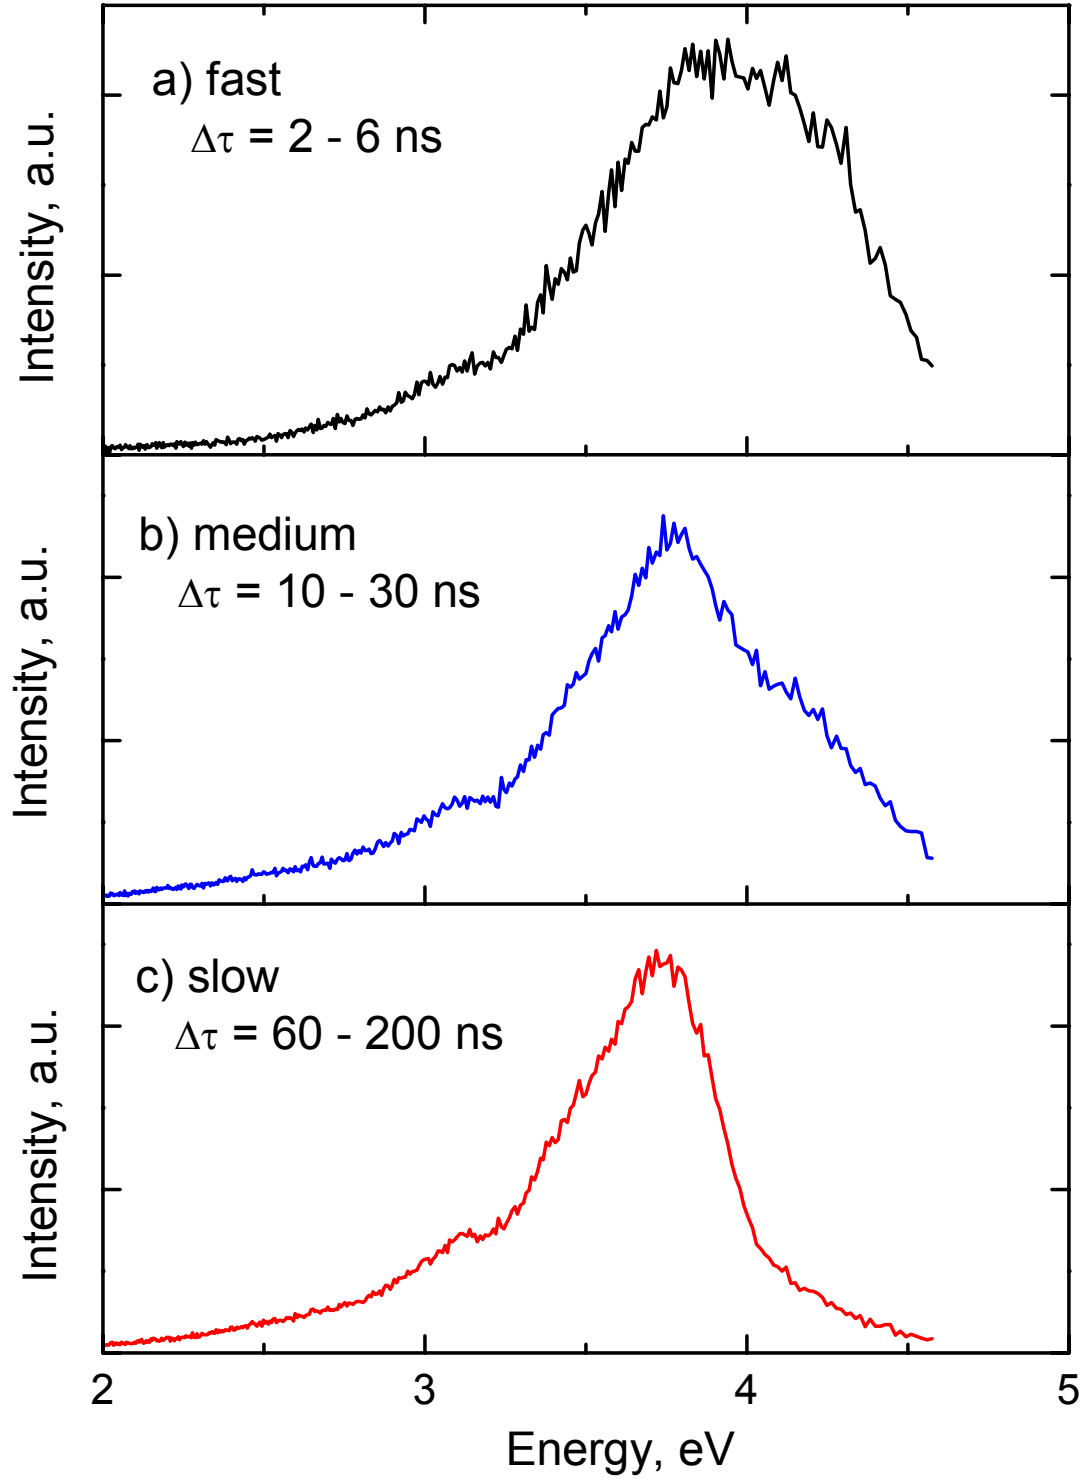 a) fast
Δτ = 2 - 6 ns
Intensity, a.u.
b) medium
Δτ = 10 - 30 ns
Intensity, a.u.
c) slow
Δτ = 60 - 200 ns
Intensity, a.u.
2 3 4 5
Energy, eV